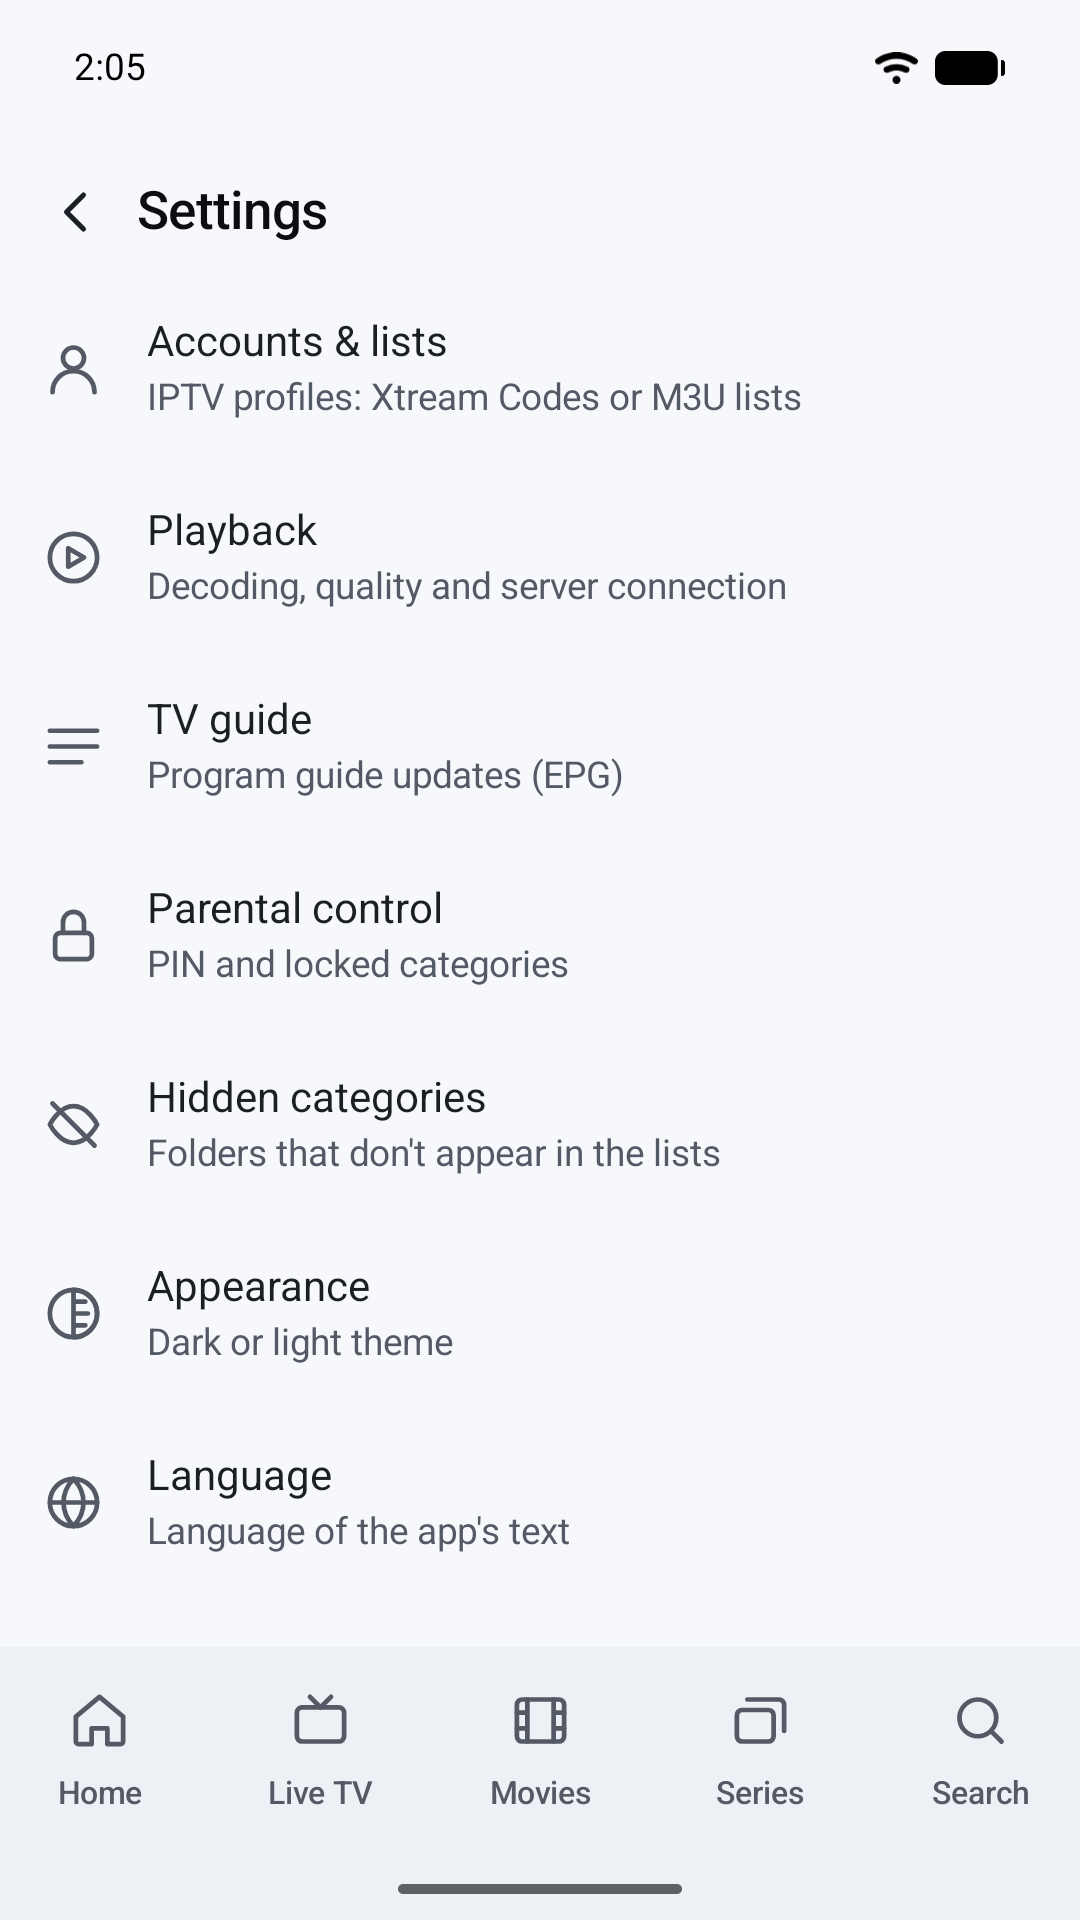 2:05
Settings
Accounts & lists
IPTV profiles: Xtream Codes or M3U lists
Playback
Decoding, quality and server connection
TV guide
Program guide updates (EPG)
Parental control
PIN and locked categories
Hidden categories
Folders that don't appear in the lists
Appearance
Dark or light theme
Language
Language of the app's text
Home
Live TV
Movies
Series
Search